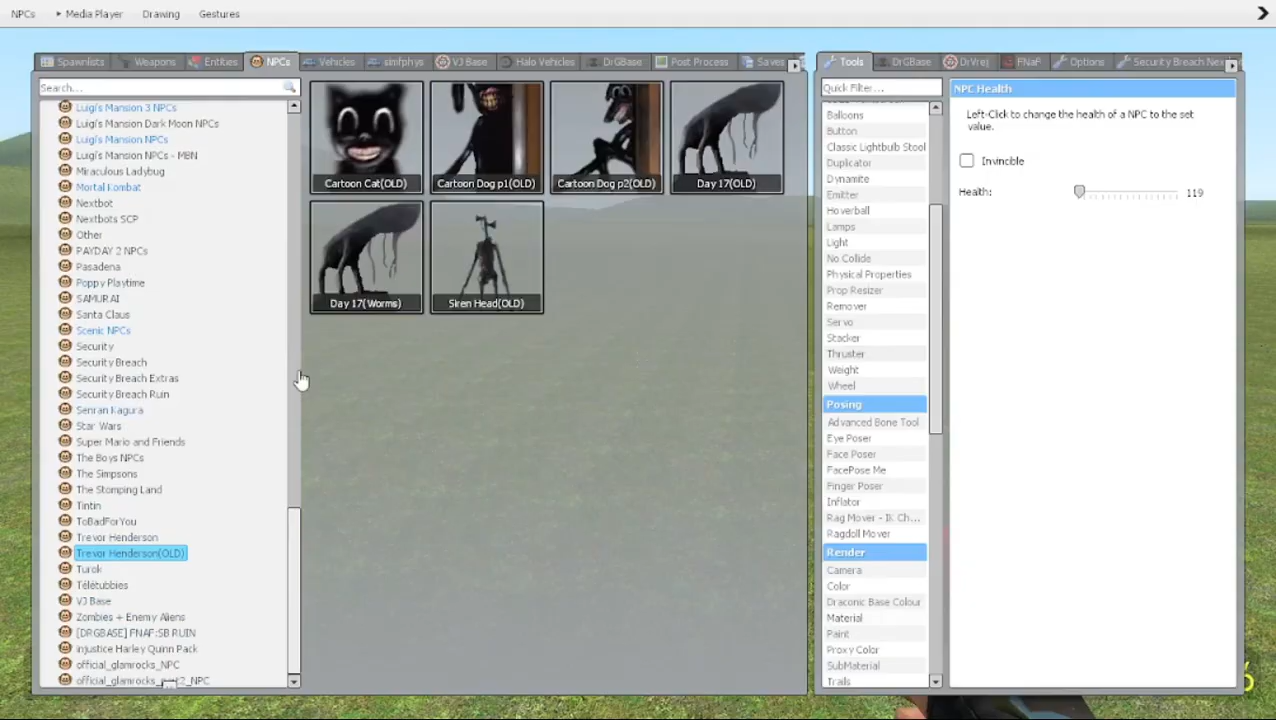 NPCs
Media Player
Drawing
Gestures
Spawnlists
Weapons
Entities
NPCs
Vehicles
simfphys
VJ Base
Halo Vehicles
DrGBase
Post Process
Saves
Tools
DrGBase
DrVrej
FNaF
Options
Search...
Luigi's Mansion 3 NPCs
Luigi's Mansion Dark Moon NPCs
Luigi's Mansion NPCs
Luigi's Mansion NPCs - MBN
Miraculous Ladybug
Mortal Kombat
Nextbot
Nextbots SCP
Other
PAYDAY 2 NPCs
Pasadena
Poppy Playtime
SAMURAI
Santa Claus
Scenic NPCs
Security
Security Breach
Security Breach Extras
Security Breach Ruin
Senran Kagura
Star Wars
Super Mario and Friends
The Boys NPCs
The Simpsons
The Stomping Land
Tintin
ToBadForYou
Trevor Henderson
Trevor Henderson(OLD)
Turok
Télétubbies
VJ Base
Zombies + Enemy Aliens
[DRGBASE] FNAF:SB RUIN
injustice Harley Quinn Pack
official_glamrocks_NPC
Cartoon Cat(OLD)
Cartoon Dog p1(OLD)
Cartoon Dog p2(OLD)
Day 17(OLD)
Day 17(Worms)
Siren Head(OLD)
Quick Filter...
Balloons
Button
Classic Lightbulb Stool
Duplicator
Dynamite
Emitter
Hoverball
Lamps
Light
No Collide
Physical Properties
Prop Resizer
Remover
Servo
Stacker
Thruster
Weight
Wheel
Posing
Advanced Bone Tool
Eye Poser
Face Poser
FacePose Me
Finger Poser
Inflator
Rag Mover - IK Ch...
Ragdoll Mover
Render
Camera
Color
Draconic Base Colour
Material
Paint
Proxy Color
SubMaterial
Trails
NPC Health
Left-Click to change the health of a NPC to the set
value.
Invincible
Health:
119